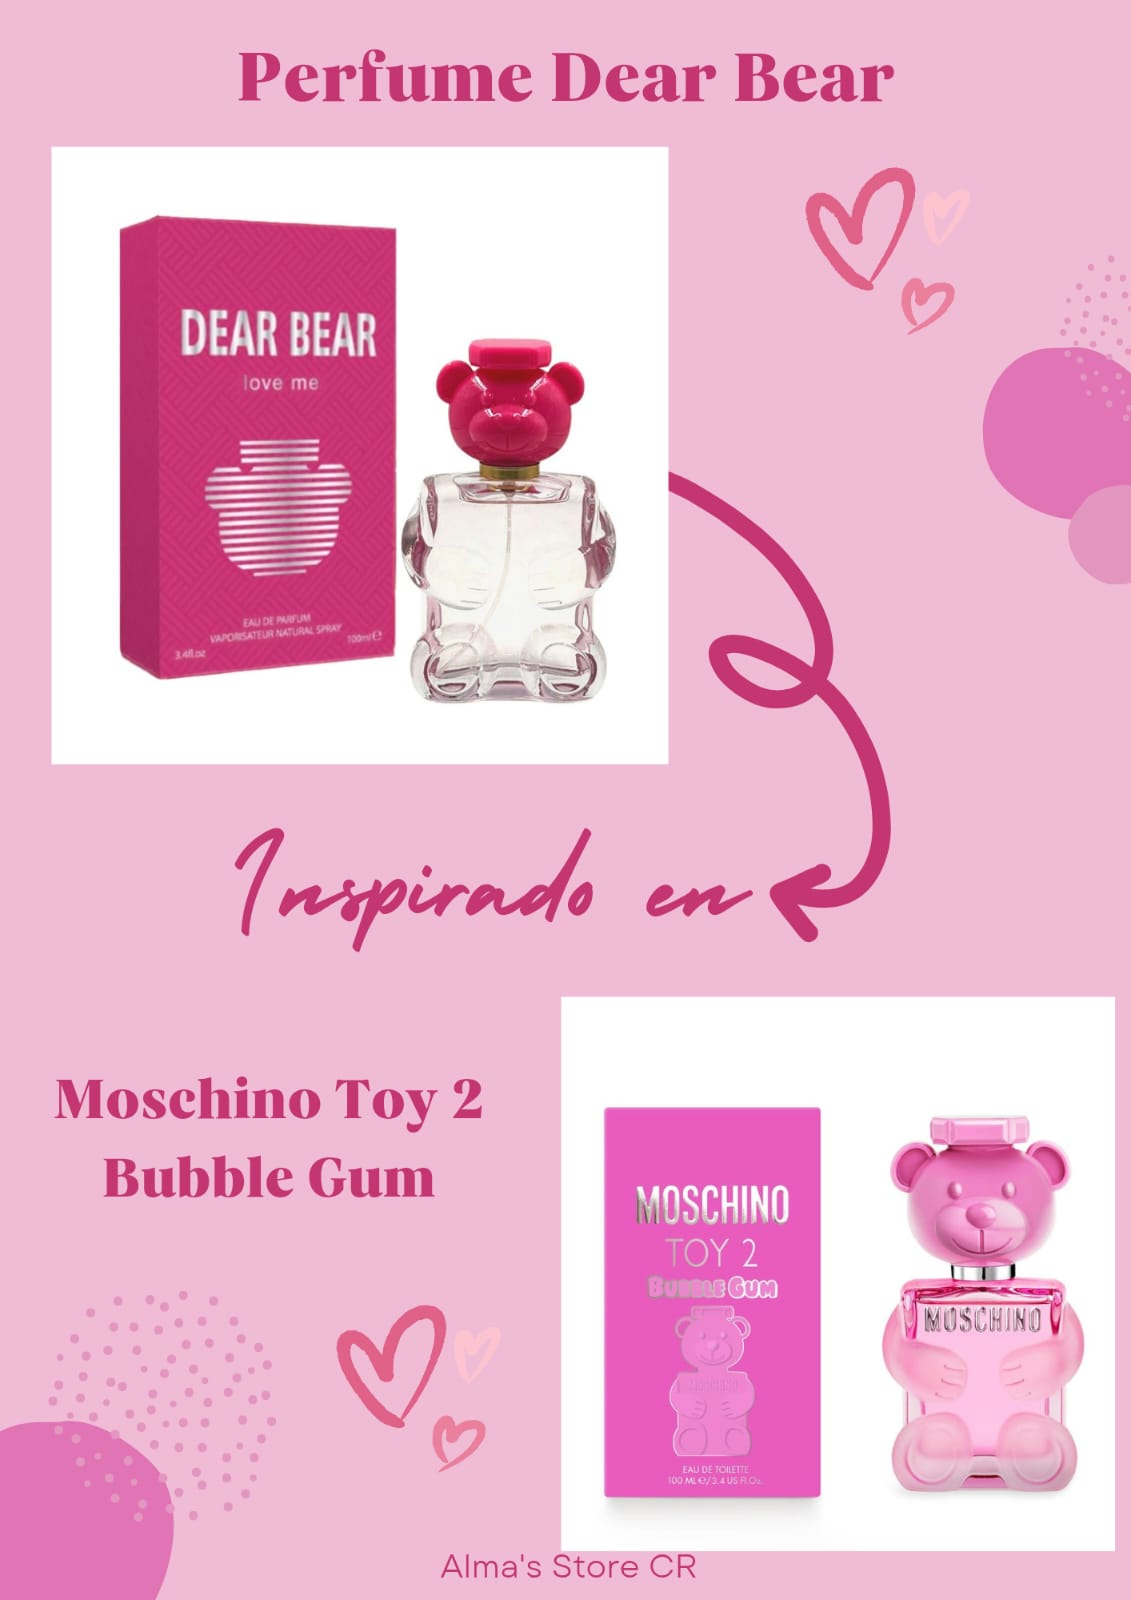 Perfume Dear Bear
DEAR BEAR
love me
EAU DE PARFUM
VAPORISATEUR NATURAL SPRAY
100ml ℮
3.4fl.oz
Inspirado en
Moschino Toy 2
Bubble Gum
MOSCHINO
TOY 2
BUBBLE GUM
MOSCHINO
EAU DE TOILETTE
100 ML ℮/3.4 US FL.Oz.
MOSCHINO
Alma's Store CR